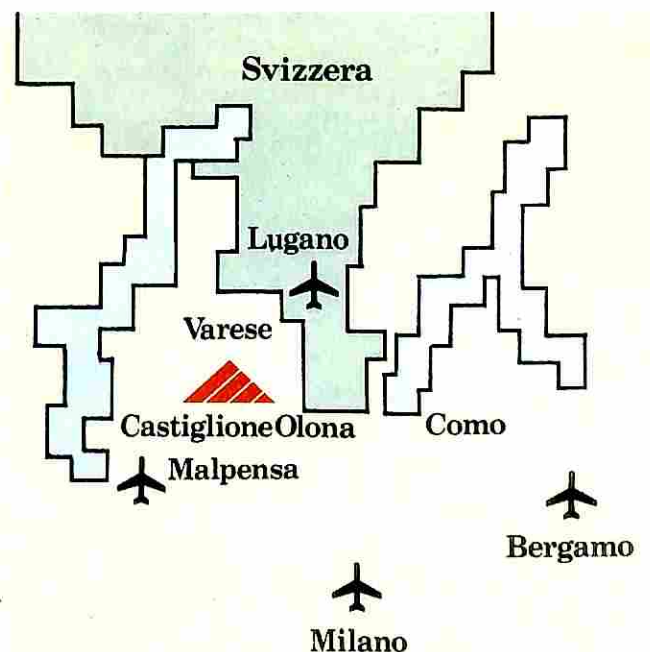 Svizzera
Lugano
Varese
Castiglione Olona
Como
Malpensa
Bergamo
Milano